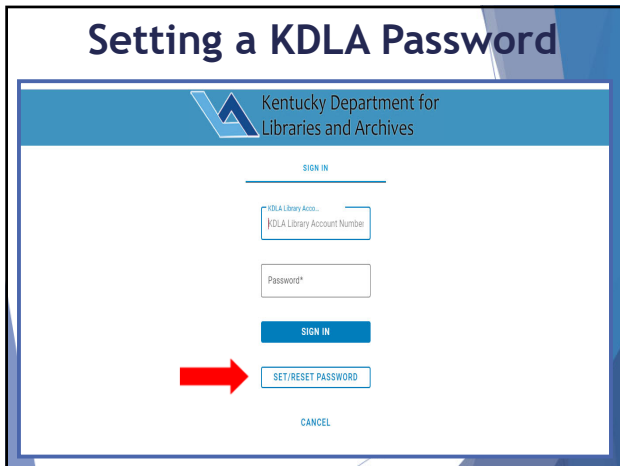 Setting a KDLA Password
Kentucky Department for
Libraries and Archives
SIGN IN
KDLA Library Acco...
KDLA Library Account Number
Password*
SIGN IN
SET/RESET PASSWORD
CANCEL